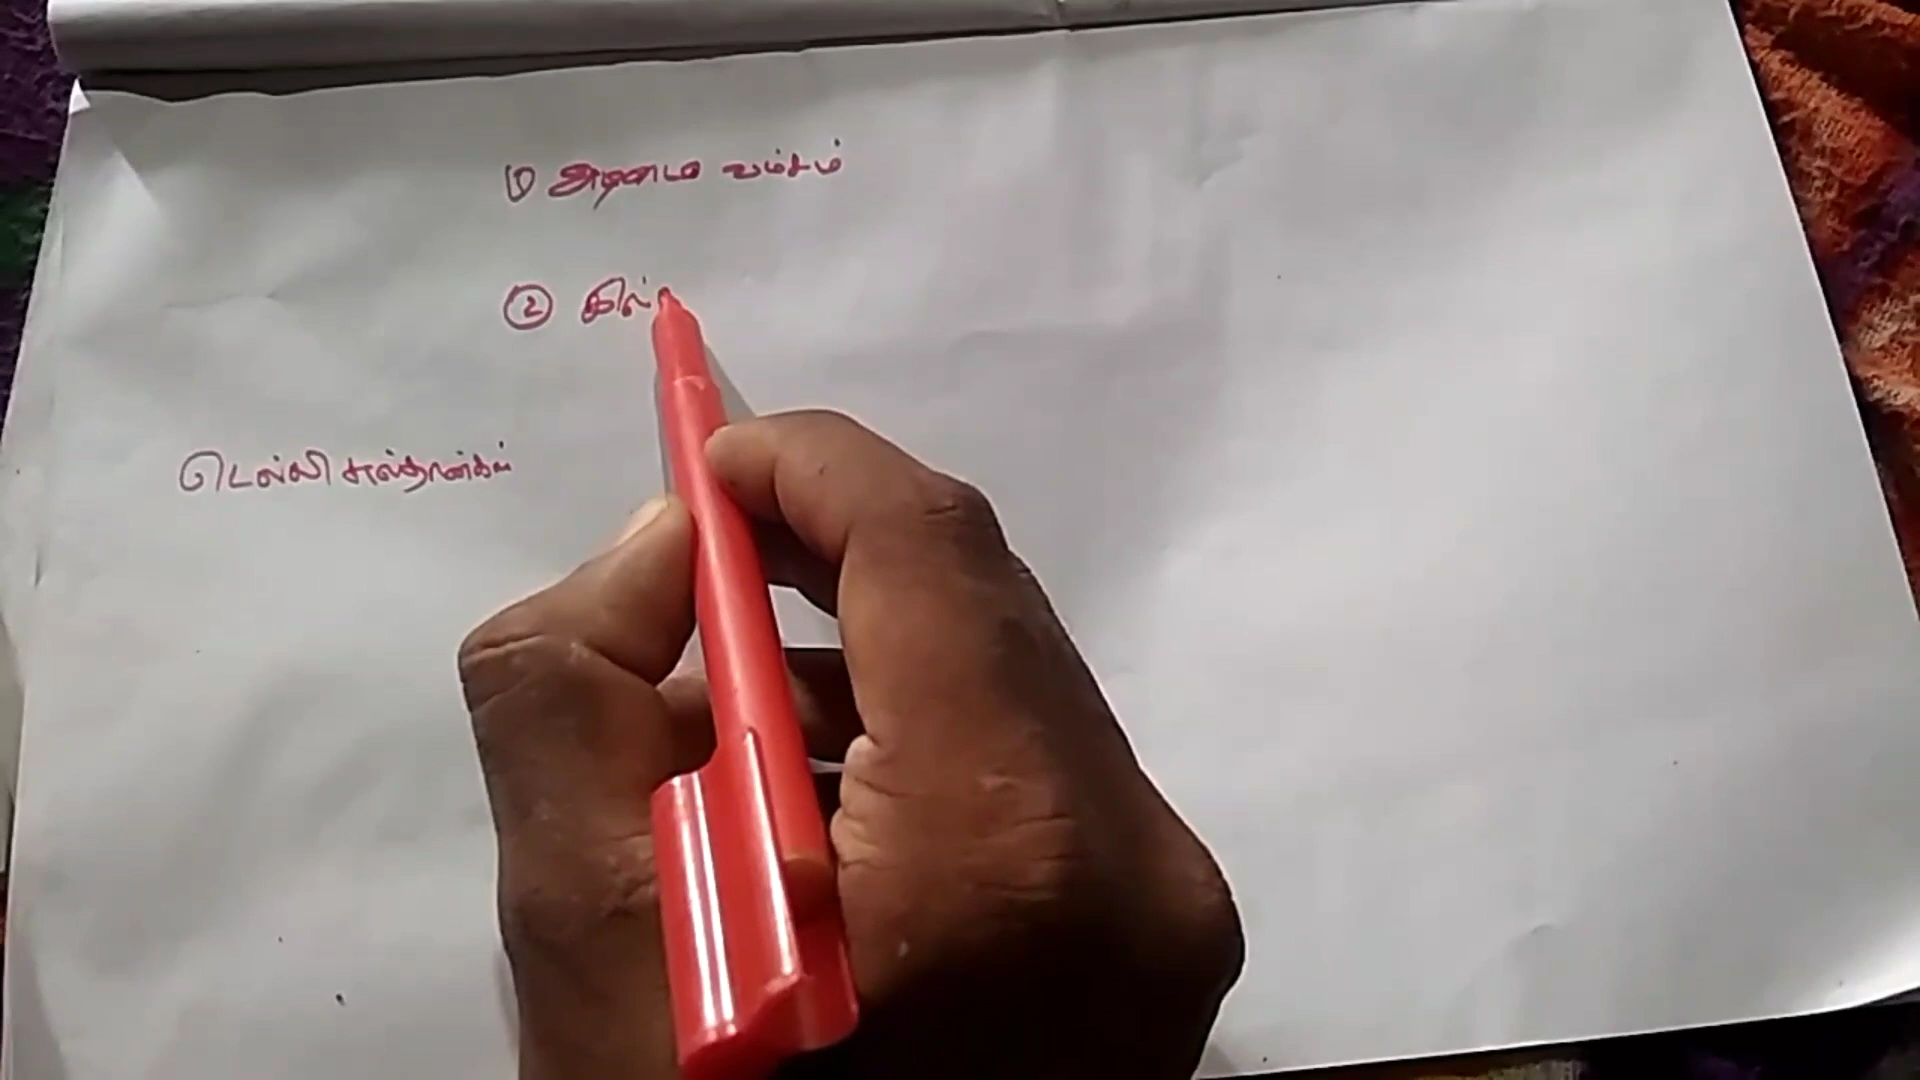 ① அடிமை வம்சம்
② கில்
டெல்லி சுல்தான்கள்